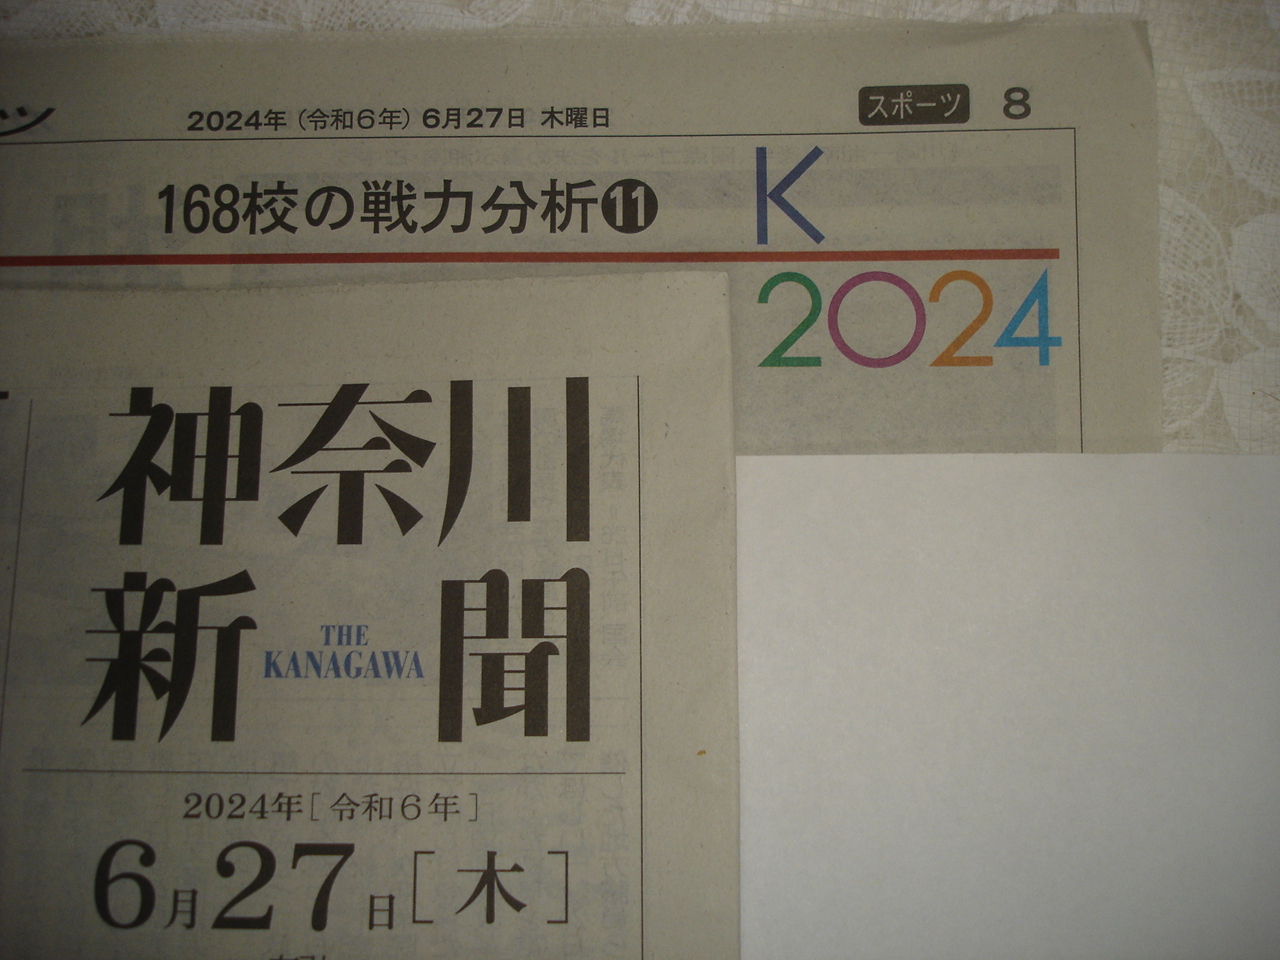 2024年（令和6年）6月27日 木曜日
スポーツ 8
168校の戦力分析⓫
K
2024
神奈川
新聞
THE
KANAGAWA
2024年［令和6年］
6月27日［木］